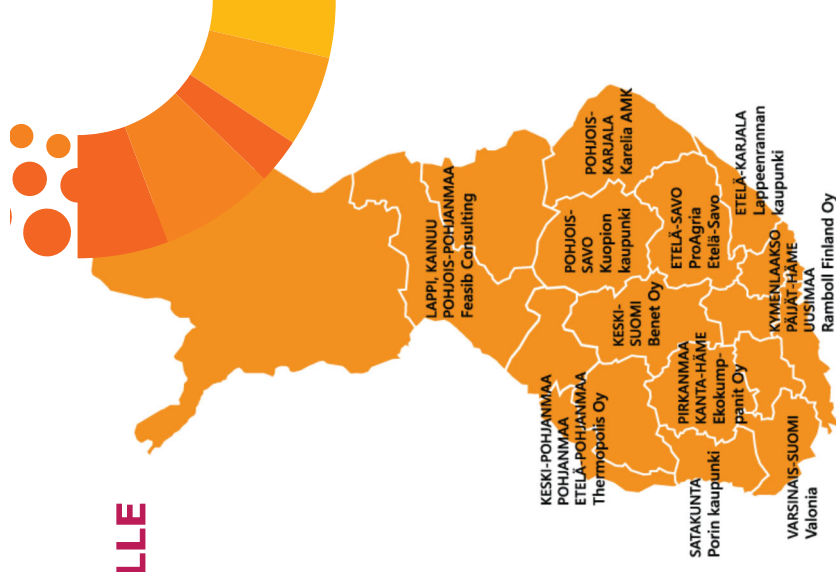 LLE
LAPPI, KAINUU
POHJOIS-POHJANMAA
Feasib Consulting
KESKI-POHJANMAA
POHJANMAA
ETELÄ-POHJANMAA
Thermopolis Oy
POHJOIS-
SAVO
Kuopion
kaupunki
POHJOIS-
KARJALA
Karelia AMK
KESKI-
SUOMI
Benet Oy
ETELÄ-SAVO
ProAgria
Etelä-Savo
PIRKANMAA
KANTA-HÄME
Ekokump-
panit Oy
SATAKUNTA
Porin kaupunki
ETELÄ-KARJALA
Lappeenrannan
kaupunki
KYMENLAAKSO
PÄIJÄT-HÄME
UUSIMAA
Ramboll Finland Oy
VARSINAIS-SUOMI
Valonia